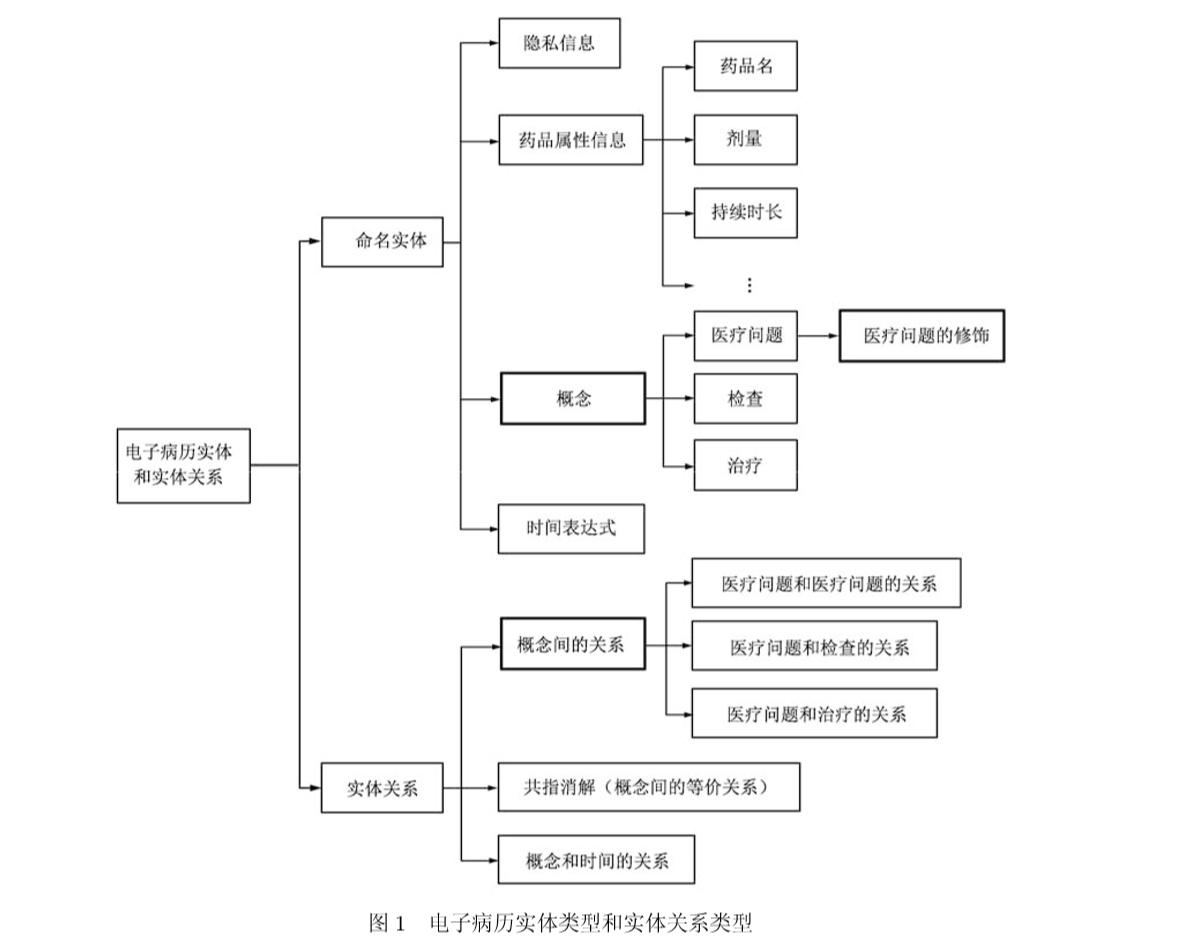 隐私信息
药品名
药品属性信息
剂量
持续时长
命名实体
⋮
医疗问题
医疗问题的修饰
概念
检查
电子病历实体
和实体关系
治疗
时间表达式
医疗问题和医疗问题的关系
概念间的关系
医疗问题和检查的关系
医疗问题和治疗的关系
实体关系
共指消解（概念间的等价关系）
概念和时间的关系
图 1 电子病历实体类型和实体关系类型